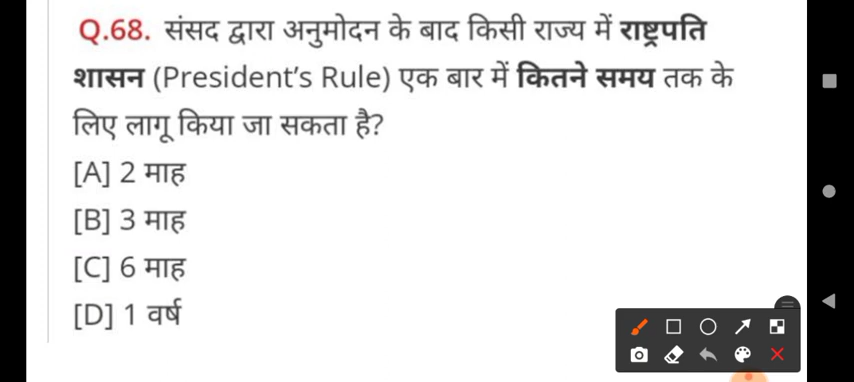 Q.68. संसद द्वारा अनुमोदन के बाद किसी राज्य में राष्ट्रपति
शासन (President’s Rule) एक बार में कितने समय तक के
लिए लागू किया जा सकता है?
[A] 2 माह
[B] 3 माह
[C] 6 माह
[D] 1 वर्ष